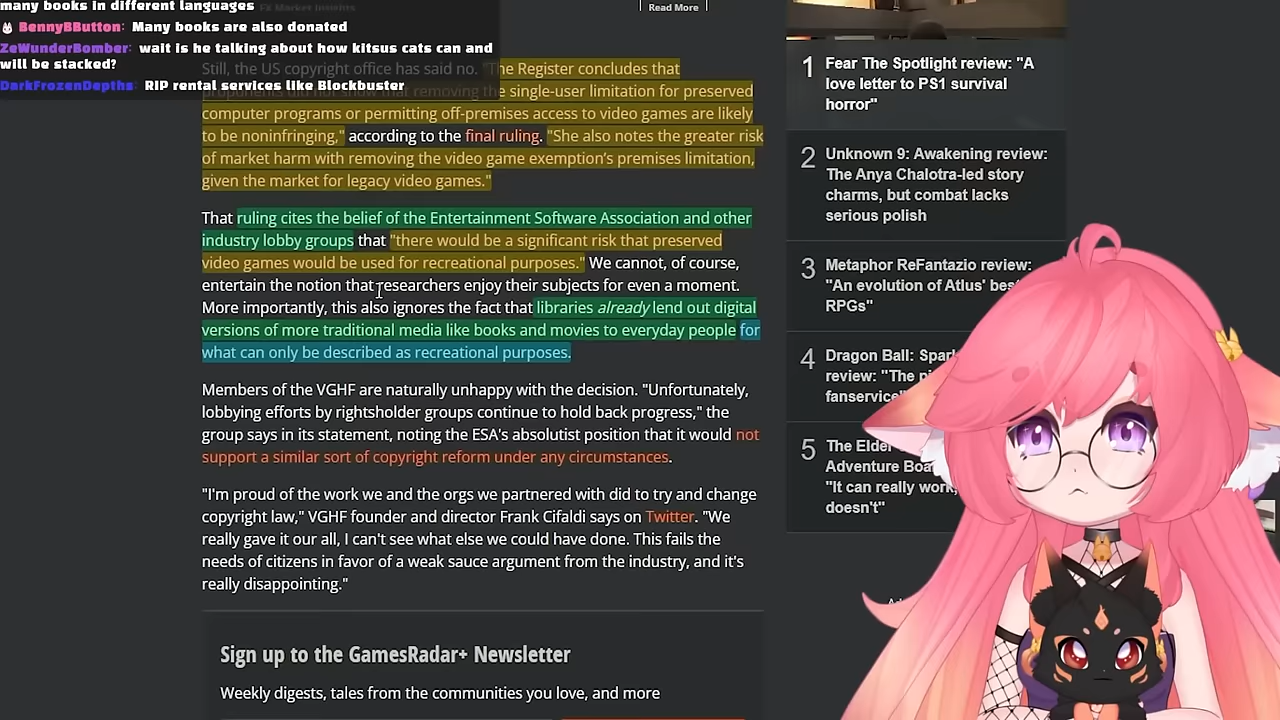 many books in different languages
BennyBButton: Many books are also donated
ZeWunderBomber: wait is he talking about how kitsus cats can and
will be stacked?
DarkFrozenDepths: RIP rental services like Blockbuster
Read More
Still, the US copyright office has said no. "The Register concludes that
proponents did not show that removing the single-user limitation for preserved
computer programs or permitting off-premises access to video games are likely
to be noninfringing," according to the final ruling. "She also notes the greater risk
of market harm with removing the video game exemption's premises limitation,
given the market for legacy video games."
That ruling cites the belief of the Entertainment Software Association and other
industry lobby groups that "there would be a significant risk that preserved
video games would be used for recreational purposes." We cannot, of course,
entertain the notion that researchers enjoy their subjects for even a moment.
More importantly, this also ignores the fact that libraries already lend out digital
versions of more traditional media like books and movies to everyday people for
what can only be described as recreational purposes.
Members of the VGHF are naturally unhappy with the decision. "Unfortunately,
lobbying efforts by rightsholder groups continue to hold back progress," the
group says in its statement, noting the ESA's absolutist position that it would not
support a similar sort of copyright reform under any circumstances.
"I'm proud of the work we and the orgs we partnered with did to try and change
copyright law," VGHF founder and director Frank Cifaldi says on Twitter. "We
really gave it our all, I can't see what else we could have done. This fails the
needs of citizens in favor of a weak sauce argument from the industry, and it's
really disappointing."
Sign up to the GamesRadar+ Newsletter
Weekly digests, tales from the communities you love, and more
1 Fear The Spotlight review: "A
love letter to PS1 survival
horror"
2 Unknown 9: Awakening review:
The Anya Chalotra-led story
charms, but combat lacks
serious polish
3 Metaphor ReFantazio review:
"An evolution of Atlus' bes
RPGs"
4 Dragon Ball: Spar
review: "The pi
fanservice"
5 The Elder
Adventure Boa
"It can really work,
doesn't"